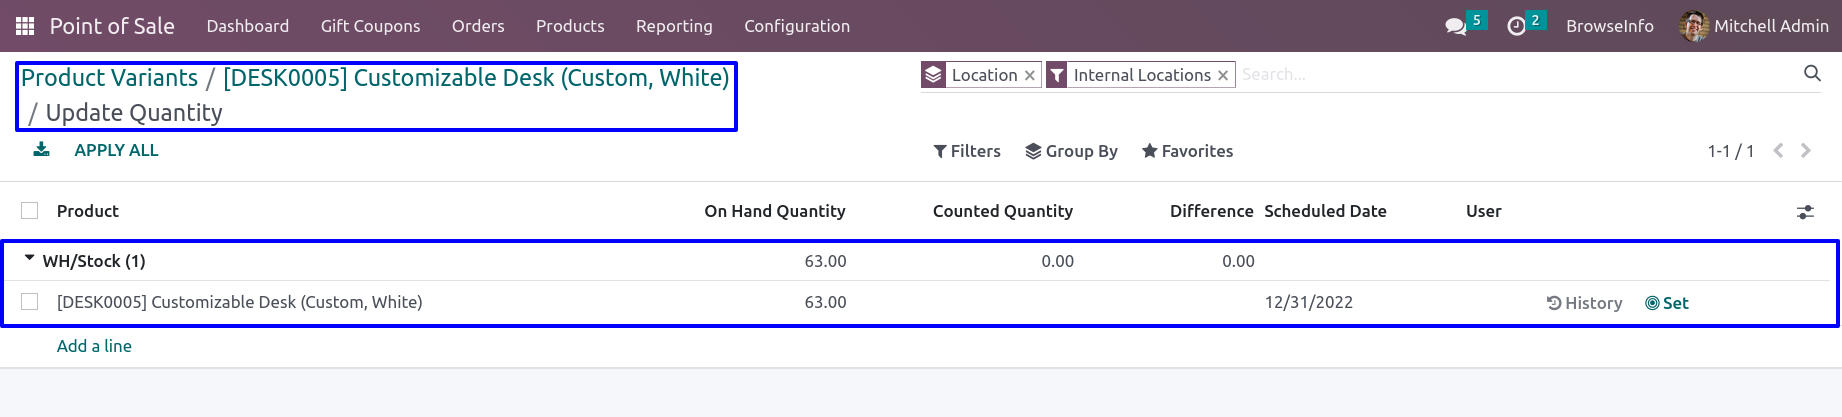 Point of Sale Dashboard Gift Coupons Orders Products Reporting Configuration 5 2 BrowseInfo Mitchell Admin
Product Variants / [DESK0005] Customizable Desk (Custom, White)
/ Update Quantity
Location × Internal Locations × Search...
APPLY ALL
Filters Group By Favorites 1-1 / 1
Product On Hand Quantity Counted Quantity Difference Scheduled Date User
WH/Stock (1) 63.00 0.00 0.00
[DESK0005] Customizable Desk (Custom, White) 63.00 12/31/2022 History Set
Add a line